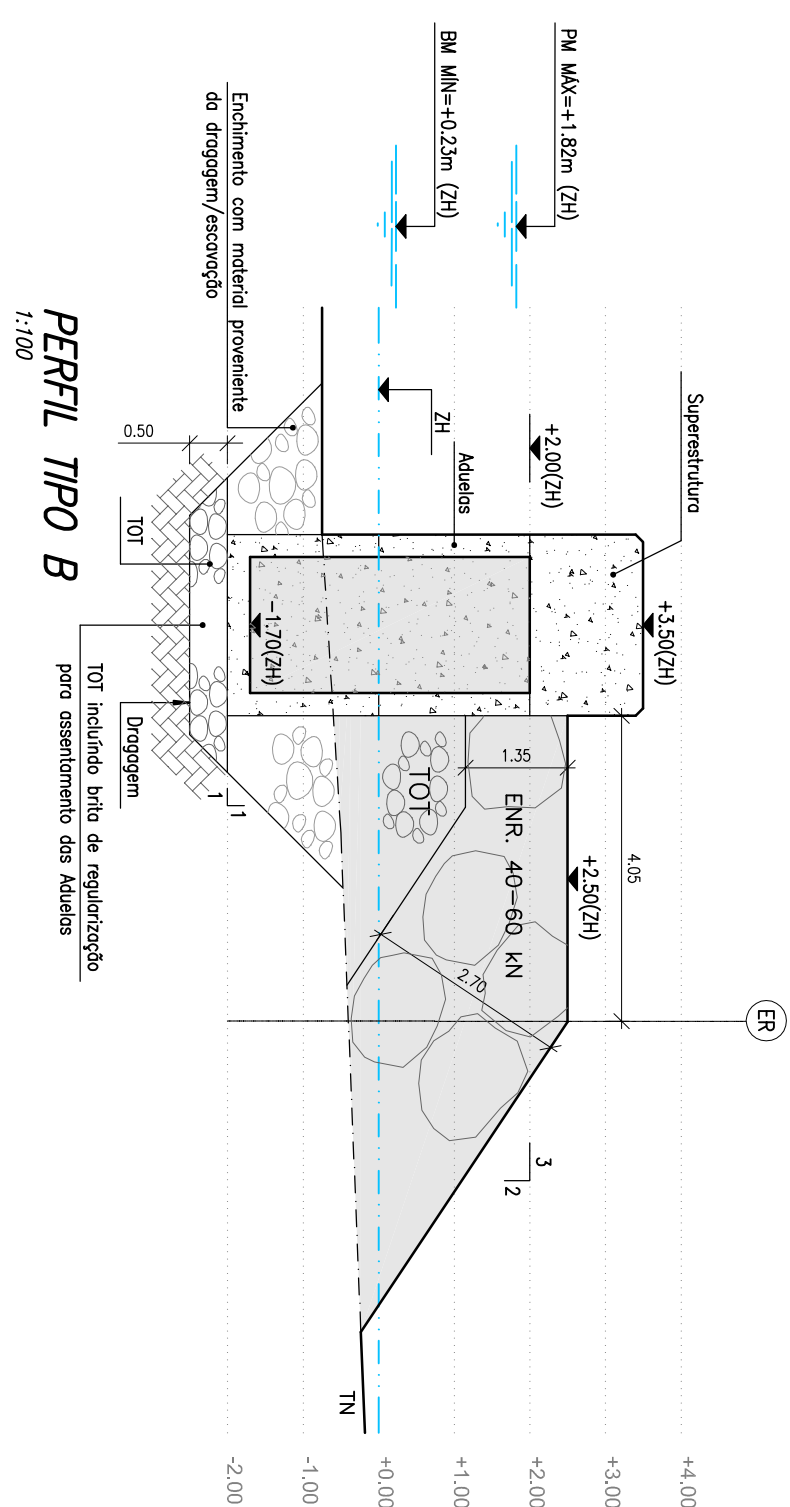 PM MÁX=+1.82m (ZH)
BM MÍN=+0.23m (ZH)
Enchimento com material proveniente
da dragagem/escavação
ZH
Aduelas
+2.00(ZH)
Superestrutura
+3.50(ZH)
-1.70(ZH)
4.05
+2.50(ZH)
1.35
ENR. 40-60 kN
TOT
2.70
ER
3
2
TN
+4.00
+3.00
+2.00
+1.00
+0.00
-1.00
-2.00
0.50
TOT
Dragagem
1
1
TOT incluíndo brita de regularização
para assentamento das Aduelas
PERFIL TIPO B
1:100